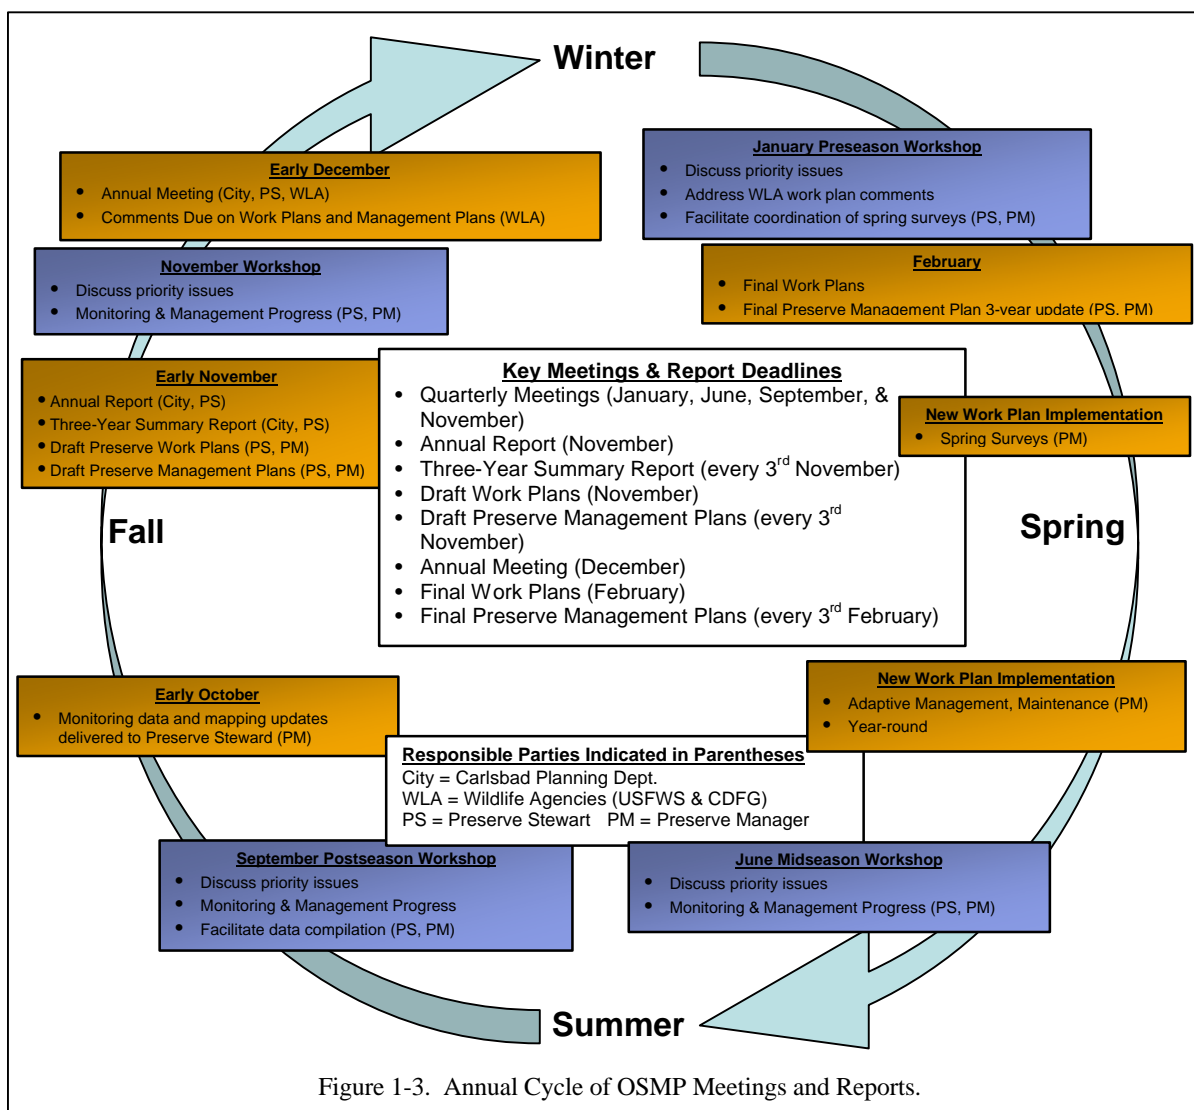 Winter
Early December
• Annual Meeting (City, PS, WLA)
• Comments Due on Work Plans and Management Plans (WLA)
November Workshop
• Discuss priority issues
• Monitoring & Management Progress (PS, PM)
Early November
• Annual Report (City, PS)
• Three-Year Summary Report (City, PS)
• Draft Preserve Work Plans (PS, PM)
• Draft Preserve Management Plans (PS, PM)
Fall
Early October
• Monitoring data and mapping updates
delivered to Preserve Steward (PM)
September Postseason Workshop
• Discuss priority issues
• Monitoring & Management Progress
• Facilitate data compilation (PS, PM)
January Preseason Workshop
• Discuss priority issues
• Address WLA work plan comments
• Facilitate coordination of spring surveys (PS, PM)
February
• Final Work Plans
• Final Preserve Management Plan 3-year update (PS, PM)
New Work Plan Implementation
• Spring Surveys (PM)
Spring
New Work Plan Implementation
• Adaptive Management, Maintenance (PM)
• Year-round
June Midseason Workshop
• Discuss priority issues
• Monitoring & Management Progress (PS, PM)
Summer
Key Meetings & Report Deadlines
• Quarterly Meetings (January, June, September, &
November)
• Annual Report (November)
• Three-Year Summary Report (every 3rd November)
• Draft Work Plans (November)
• Draft Preserve Management Plans (every 3rd
November)
• Annual Meeting (December)
• Final Work Plans (February)
• Final Preserve Management Plans (every 3rd February)
Responsible Parties Indicated in Parentheses
City = Carlsbad Planning Dept.
WLA = Wildlife Agencies (USFWS & CDFG)
PS = Preserve Stewart PM = Preserve Manager
Figure 1-3. Annual Cycle of OSMP Meetings and Reports.